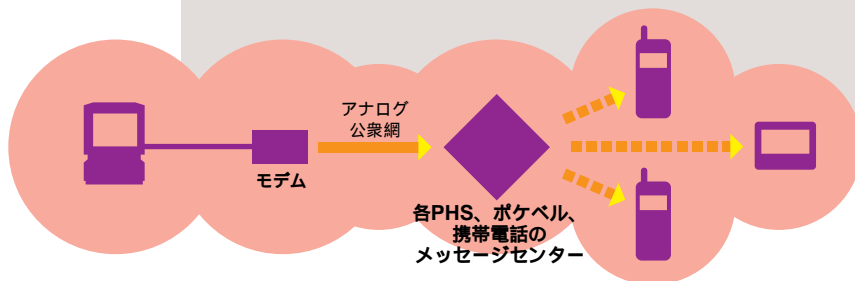 アナログ
公衆網
モデム
各PHS、ポケベル、
携帯電話の
メッセージセンター